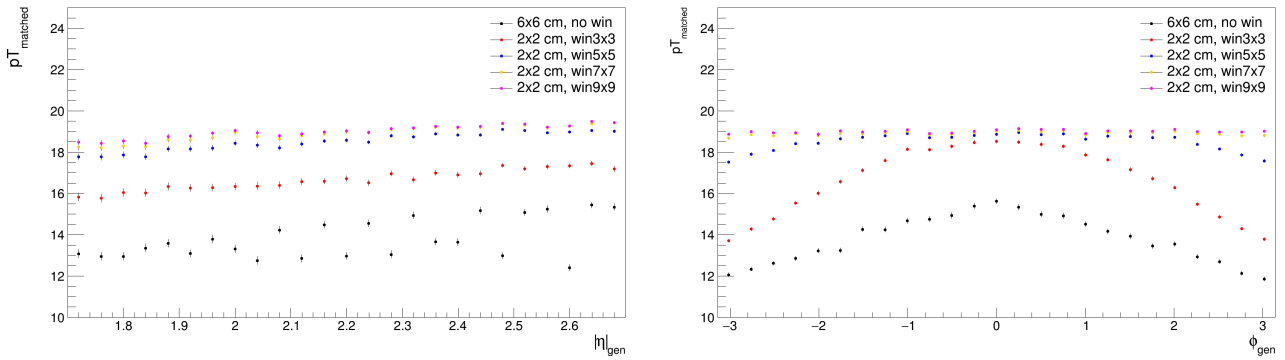 pT_matched
24
22
20
18
16
14
12
10
6x6 cm, no win
2x2 cm, win3x3
2x2 cm, win5x5
2x2 cm, win7x7
2x2 cm, win9x9
1.8 1.9 2 2.1 2.2 2.3 2.4 2.5 2.6
|η|_gen
pT_matched
24
22
20
18
16
14
12
10
6x6 cm, no win
2x2 cm, win3x3
2x2 cm, win5x5
2x2 cm, win7x7
2x2 cm, win9x9
−3 −2 −1 0 1 2 3
ϕ_gen